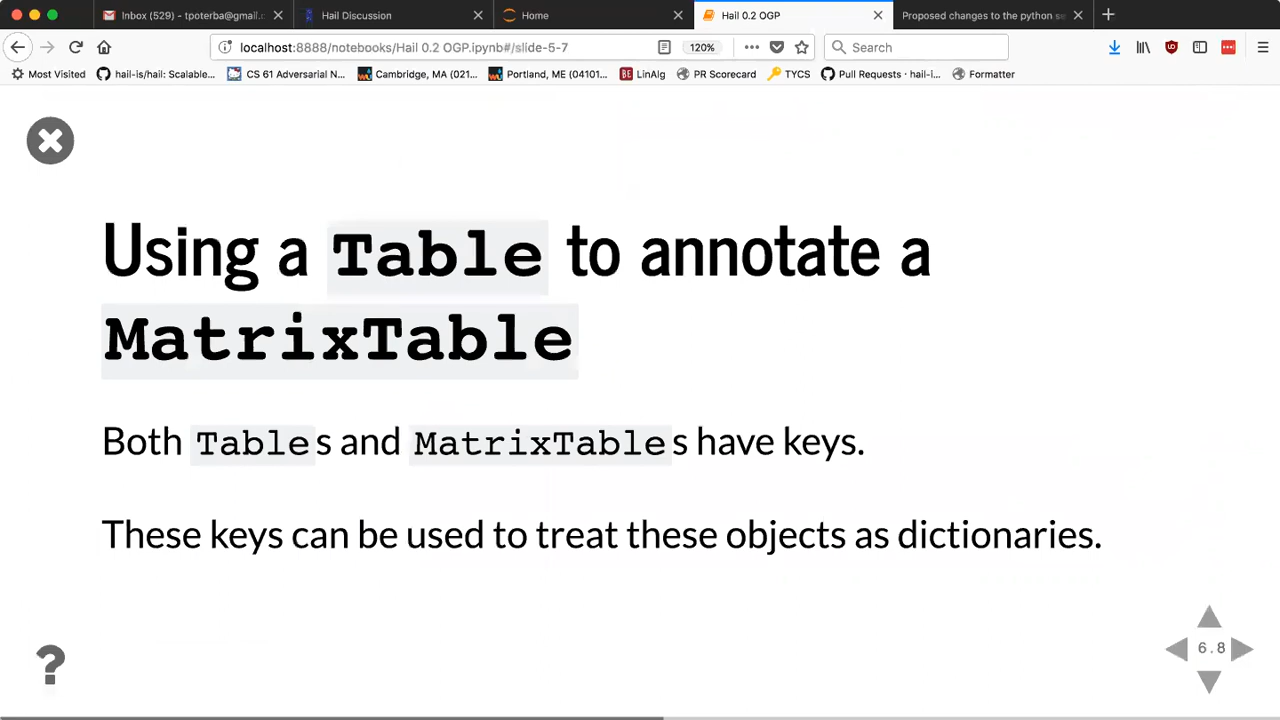 Inbox (529) - tpoterba@gmail.c
Hail Discussion
Home
Hail 0.2 OGP
Proposed changes to the python se
localhost:8888/notebooks/Hail 0.2 OGP.ipynb#/slide-5-7
120%
Search
Most Visited
hail-is/hail: Scalable...
CS 61 Adversarial N...
Cambridge, MA (021...
Portland, ME (04101...
BE LinAlg
PR Scorecard
TYCS
Pull Requests · hail-i...
Formatter
Using a Table to annotate a
MatrixTable
Both Tables and MatrixTables have keys.
These keys can be used to treat these objects as dictionaries.
?
6.8